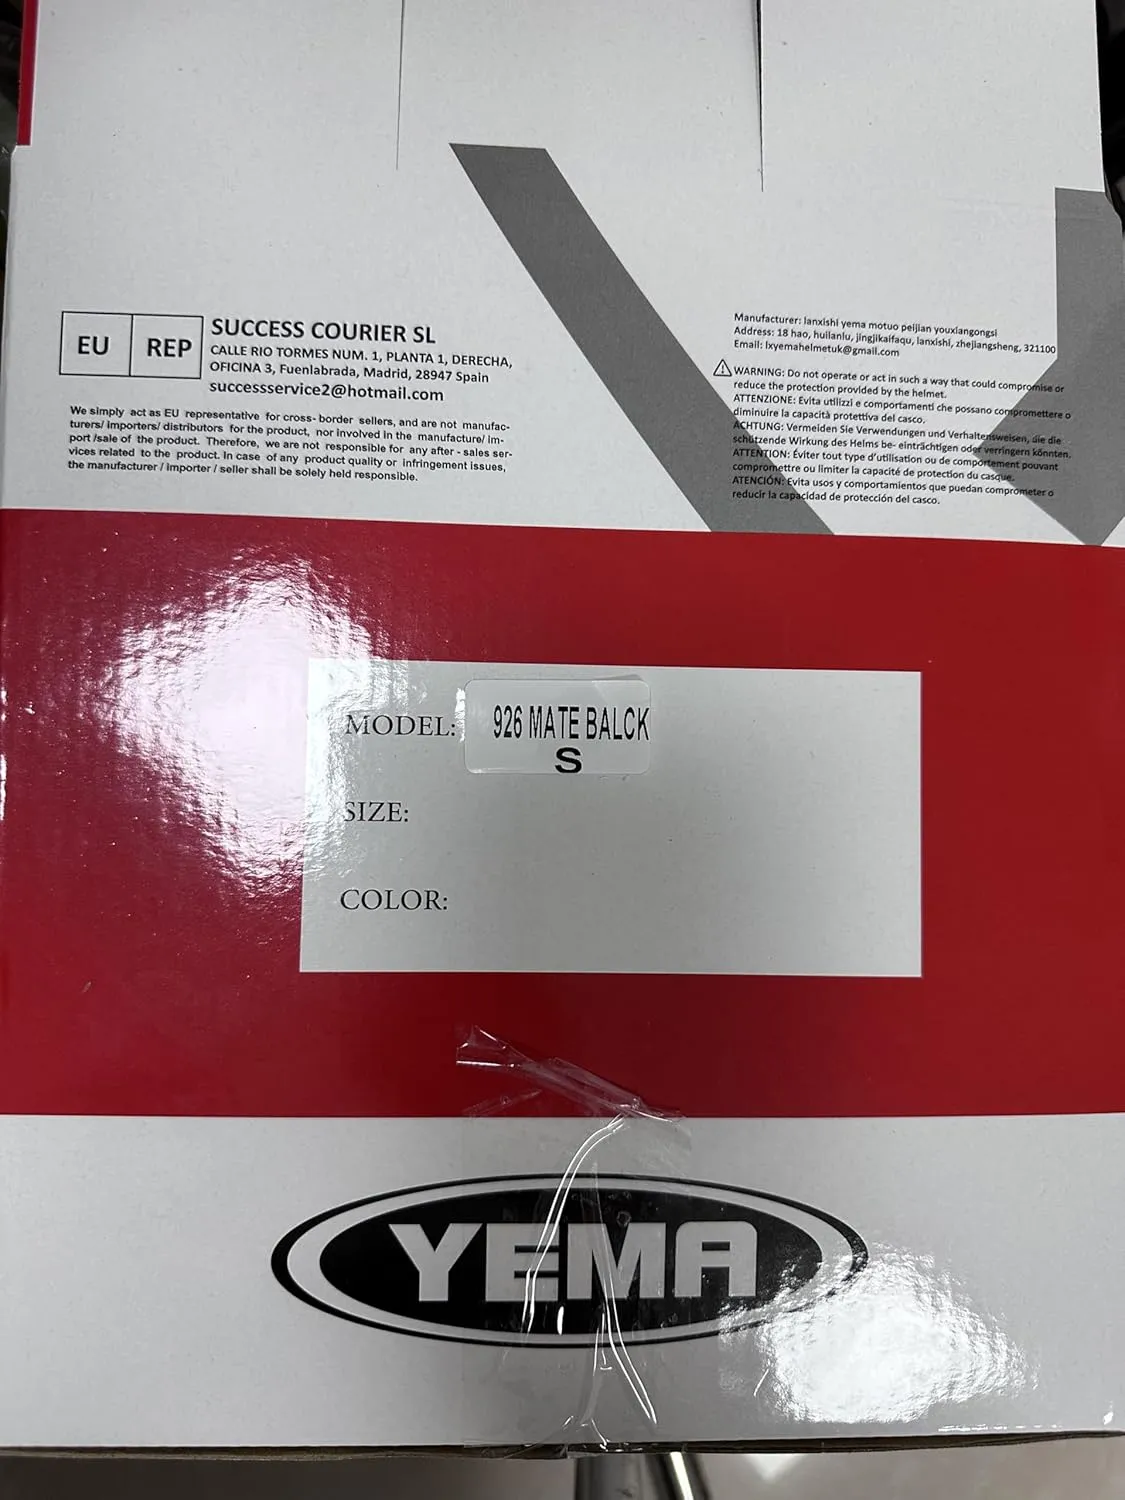 EU REP
SUCCESS COURIER SL
CALLE RIO TORMES NUM. 1, PLANTA 1, DERECHA,
OFICINA 3, Fuenlabrada, Madrid, 28947 Spain
successservice2@hotmail.com
We simply act as EU representative for cross- border sellers, and are not manufac-
turers/ importers/ distributors for the product, nor involved in the manufacture/ im-
port /sale of the product. Therefore, we are not responsible for any after - sales ser-
vices related to the product. In case of any product quality or infringement issues,
the manufacturer / importer / seller shall be solely held responsible.
Manufacturer: lanxishi yema motuo peijian youxiangongsi
Address: 18 hao, huilanlu, jingjikaifaqu, lanxishi, zhejiangsheng, 321100
Email: lxyemahelmetuk@gmail.com
WARNING: Do not operate or act in such a way that could compromise or
reduce the protection provided by the helmet.
ATTENZIONE: Evita utilizzi e comportamenti che possano compromettere o
diminuire la capacità protettiva del casco.
ACHTUNG: Vermeiden Sie Verwendungen und Verhaltensweisen, die die
schützende Wirkung des Helms be- einträchtigen oder verringern könnten.
ATTENTION: Éviter tout type d'utilisation ou de comportement pouvant
compromettre ou limiter la capacité de protection du casque.
ATENCIÓN: Evita usos y comportamientos que puedan comprometer o
reducir la capacidad de protección del casco.
MODEL: 926 MATE BALCK
S
SIZE:
COLOR:
YEMA